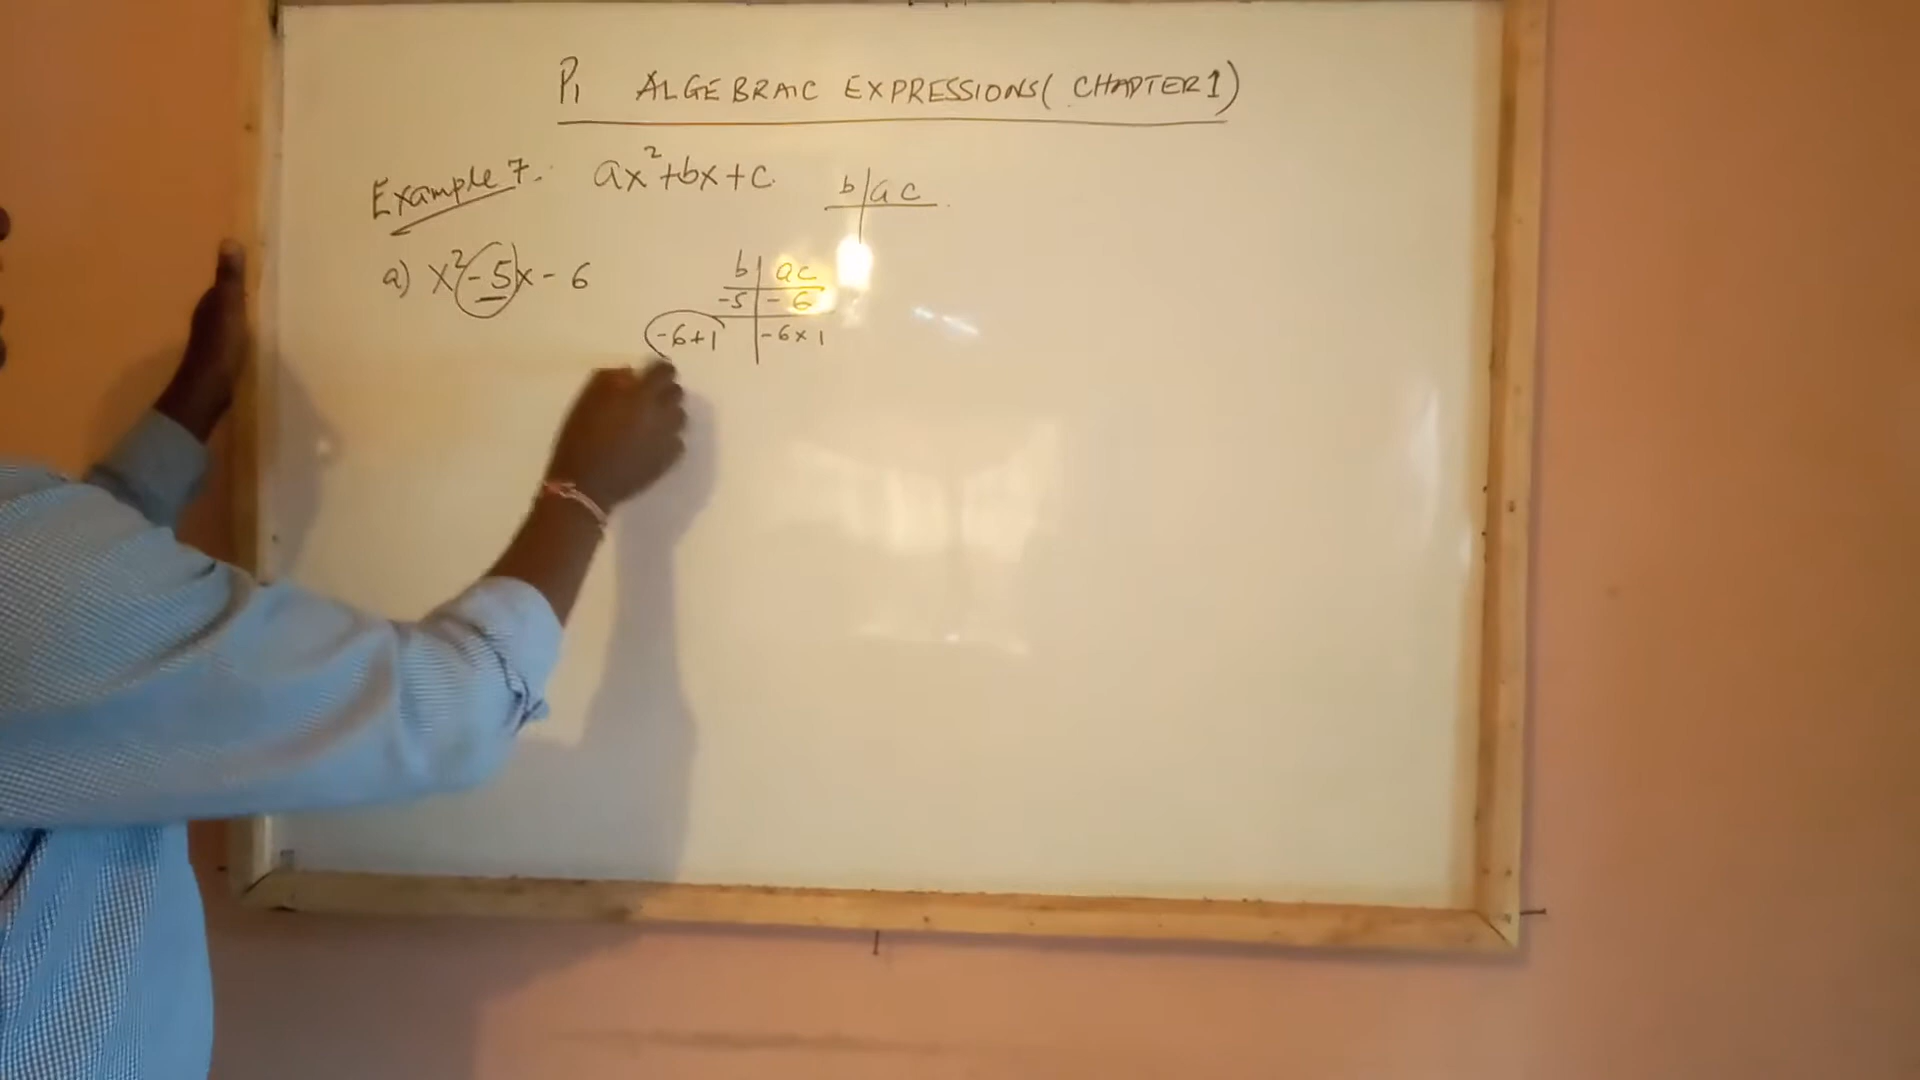 P1 ALGEBRAIC EXPRESSIONS( CHAPTER 1)
Example 7. ax²+bx+c b | ac
a) x²-5x-6
b | ac
-5 | -6
-6+1 | -6×1